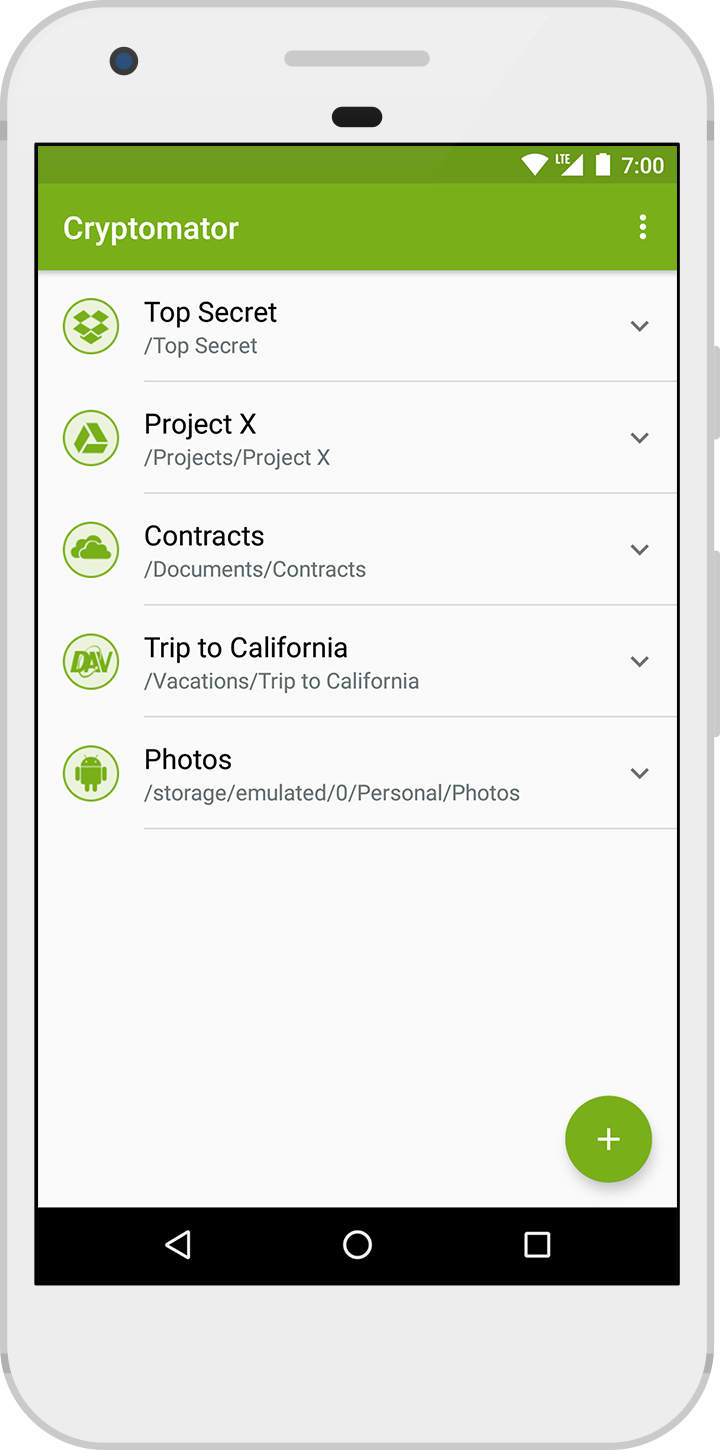 LTE 7:00
Cryptomator
Top Secret
/Top Secret
Project X
/Projects/Project X
Contracts
/Documents/Contracts
DAV
Trip to California
/Vacations/Trip to California
Photos
/storage/emulated/0/Personal/Photos